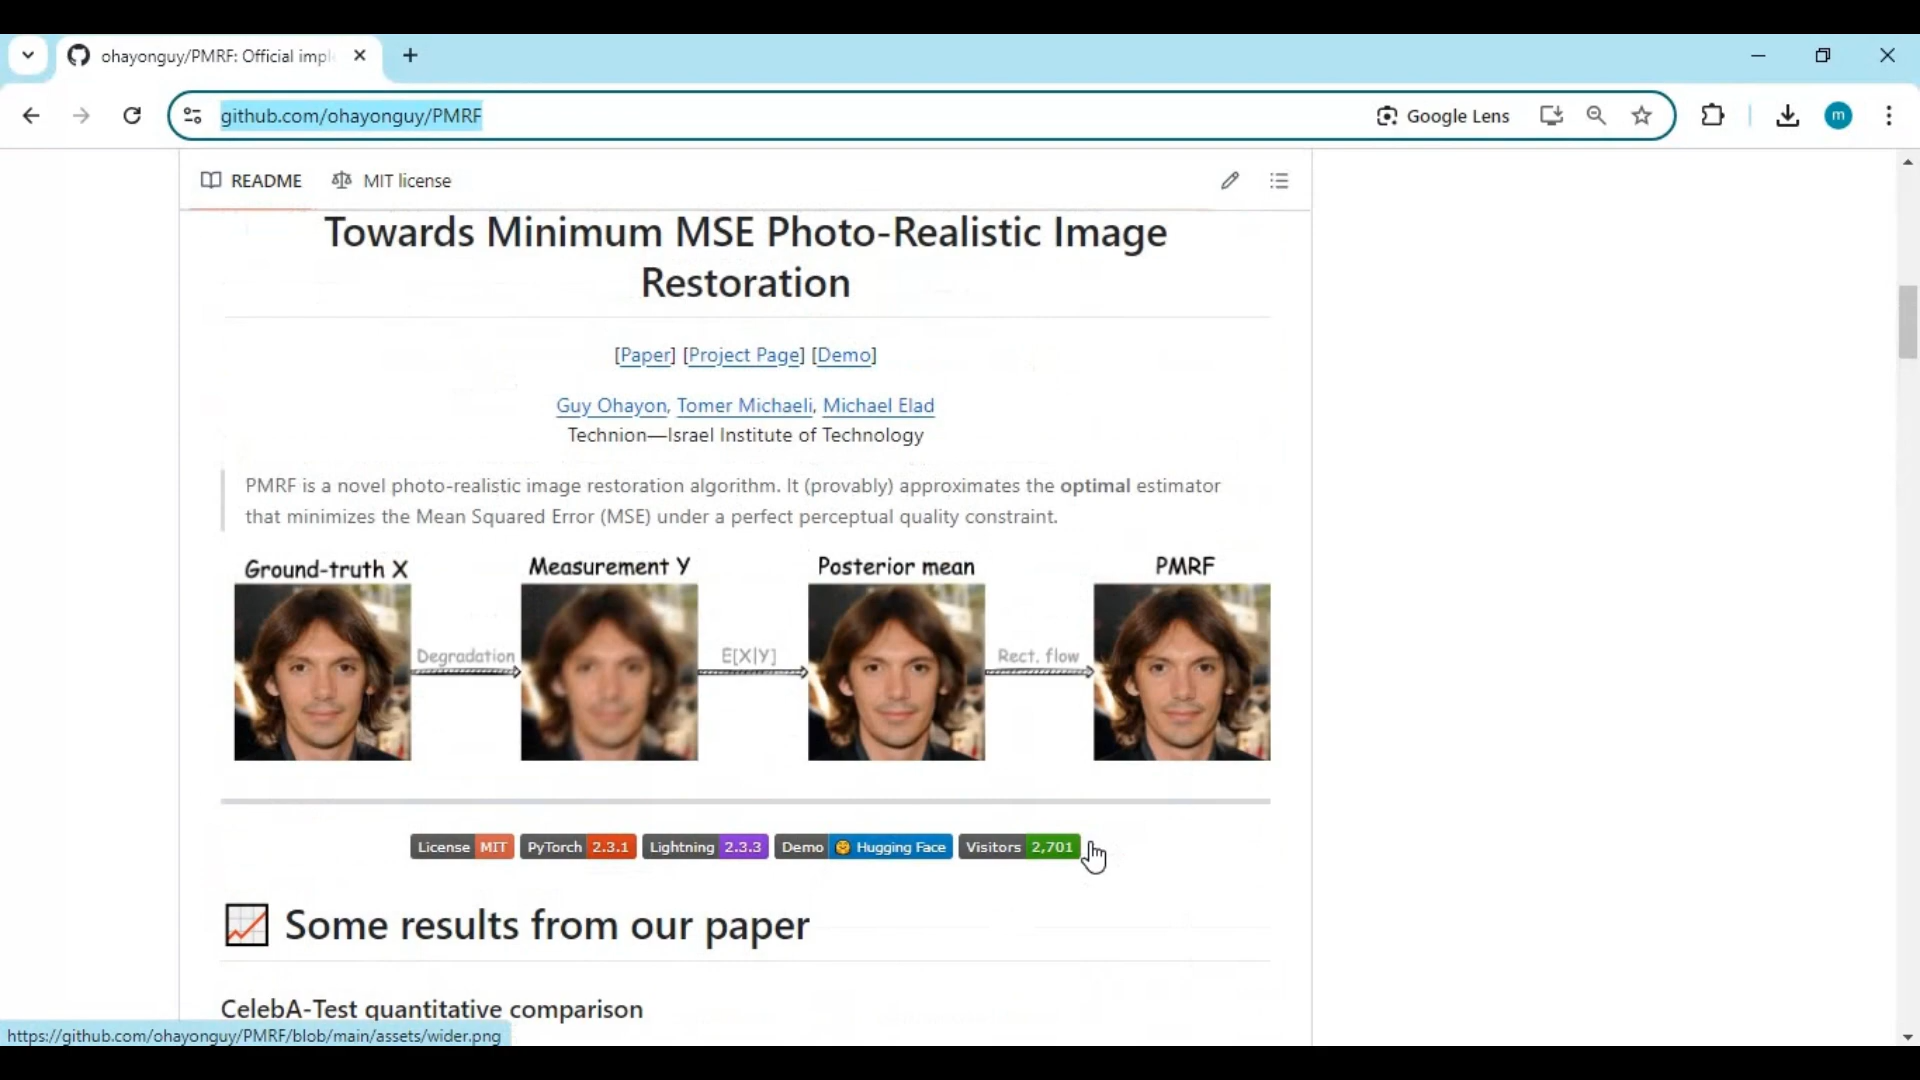 ohayonguy/PMRF: Official impl
github.com/ohayonguy/PMRF
Google Lens
m
README
MIT license
Towards Minimum MSE Photo-Realistic Image
Restoration
[Paper] [Project Page] [Demo]
Guy Ohayon, Tomer Michaeli, Michael Elad
Technion—Israel Institute of Technology
PMRF is a novel photo-realistic image restoration algorithm. It (provably) approximates the optimal estimator
that minimizes the Mean Squared Error (MSE) under a perfect perceptual quality constraint.
Ground-truth X
Measurement Y
Posterior mean
PMRF
Degradation
E[X|Y]
Rect. flow
License MIT
PyTorch 2.3.1
Lightning 2.3.3
Demo 🤗 Hugging Face
Visitors 2,701
📈 Some results from our paper
CelebA-Test quantitative comparison
https://github.com/ohayonguy/PMRF/blob/main/assets/wider.png